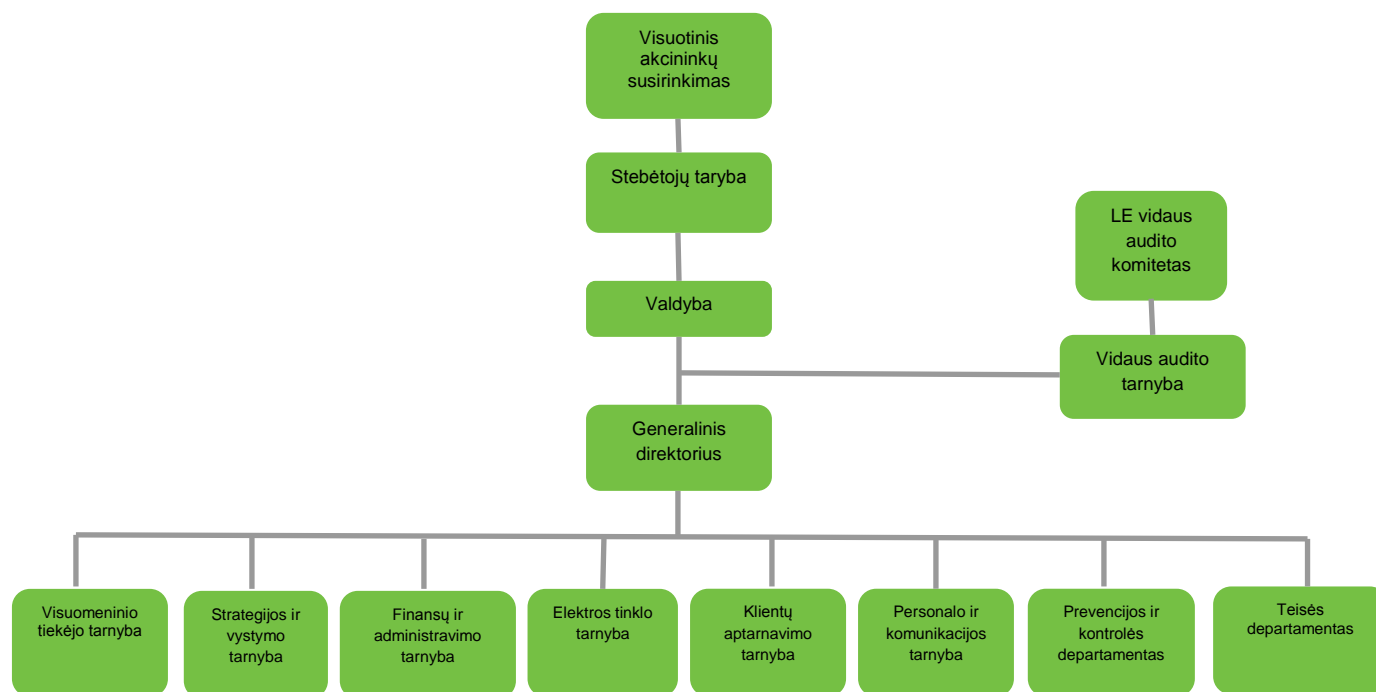 Visuotinis
akcininkų
susirinkimas
Stebėtojų taryba
LE vidaus
audito
komitetas
Valdyba
Vidaus audito
tarnyba
Generalinis
direktorius
Visuomeninio
tiekėjo tarnyba
Strategijos ir
vystymo
tarnyba
Finansų ir
administravimo
tarnyba
Elektros tinklo
tarnyba
Klientų
aptarnavimo
tarnyba
Personalo ir
komunikacijos
tarnyba
Prevencijos ir
kontrolės
departamentas
Teisės
departamentas